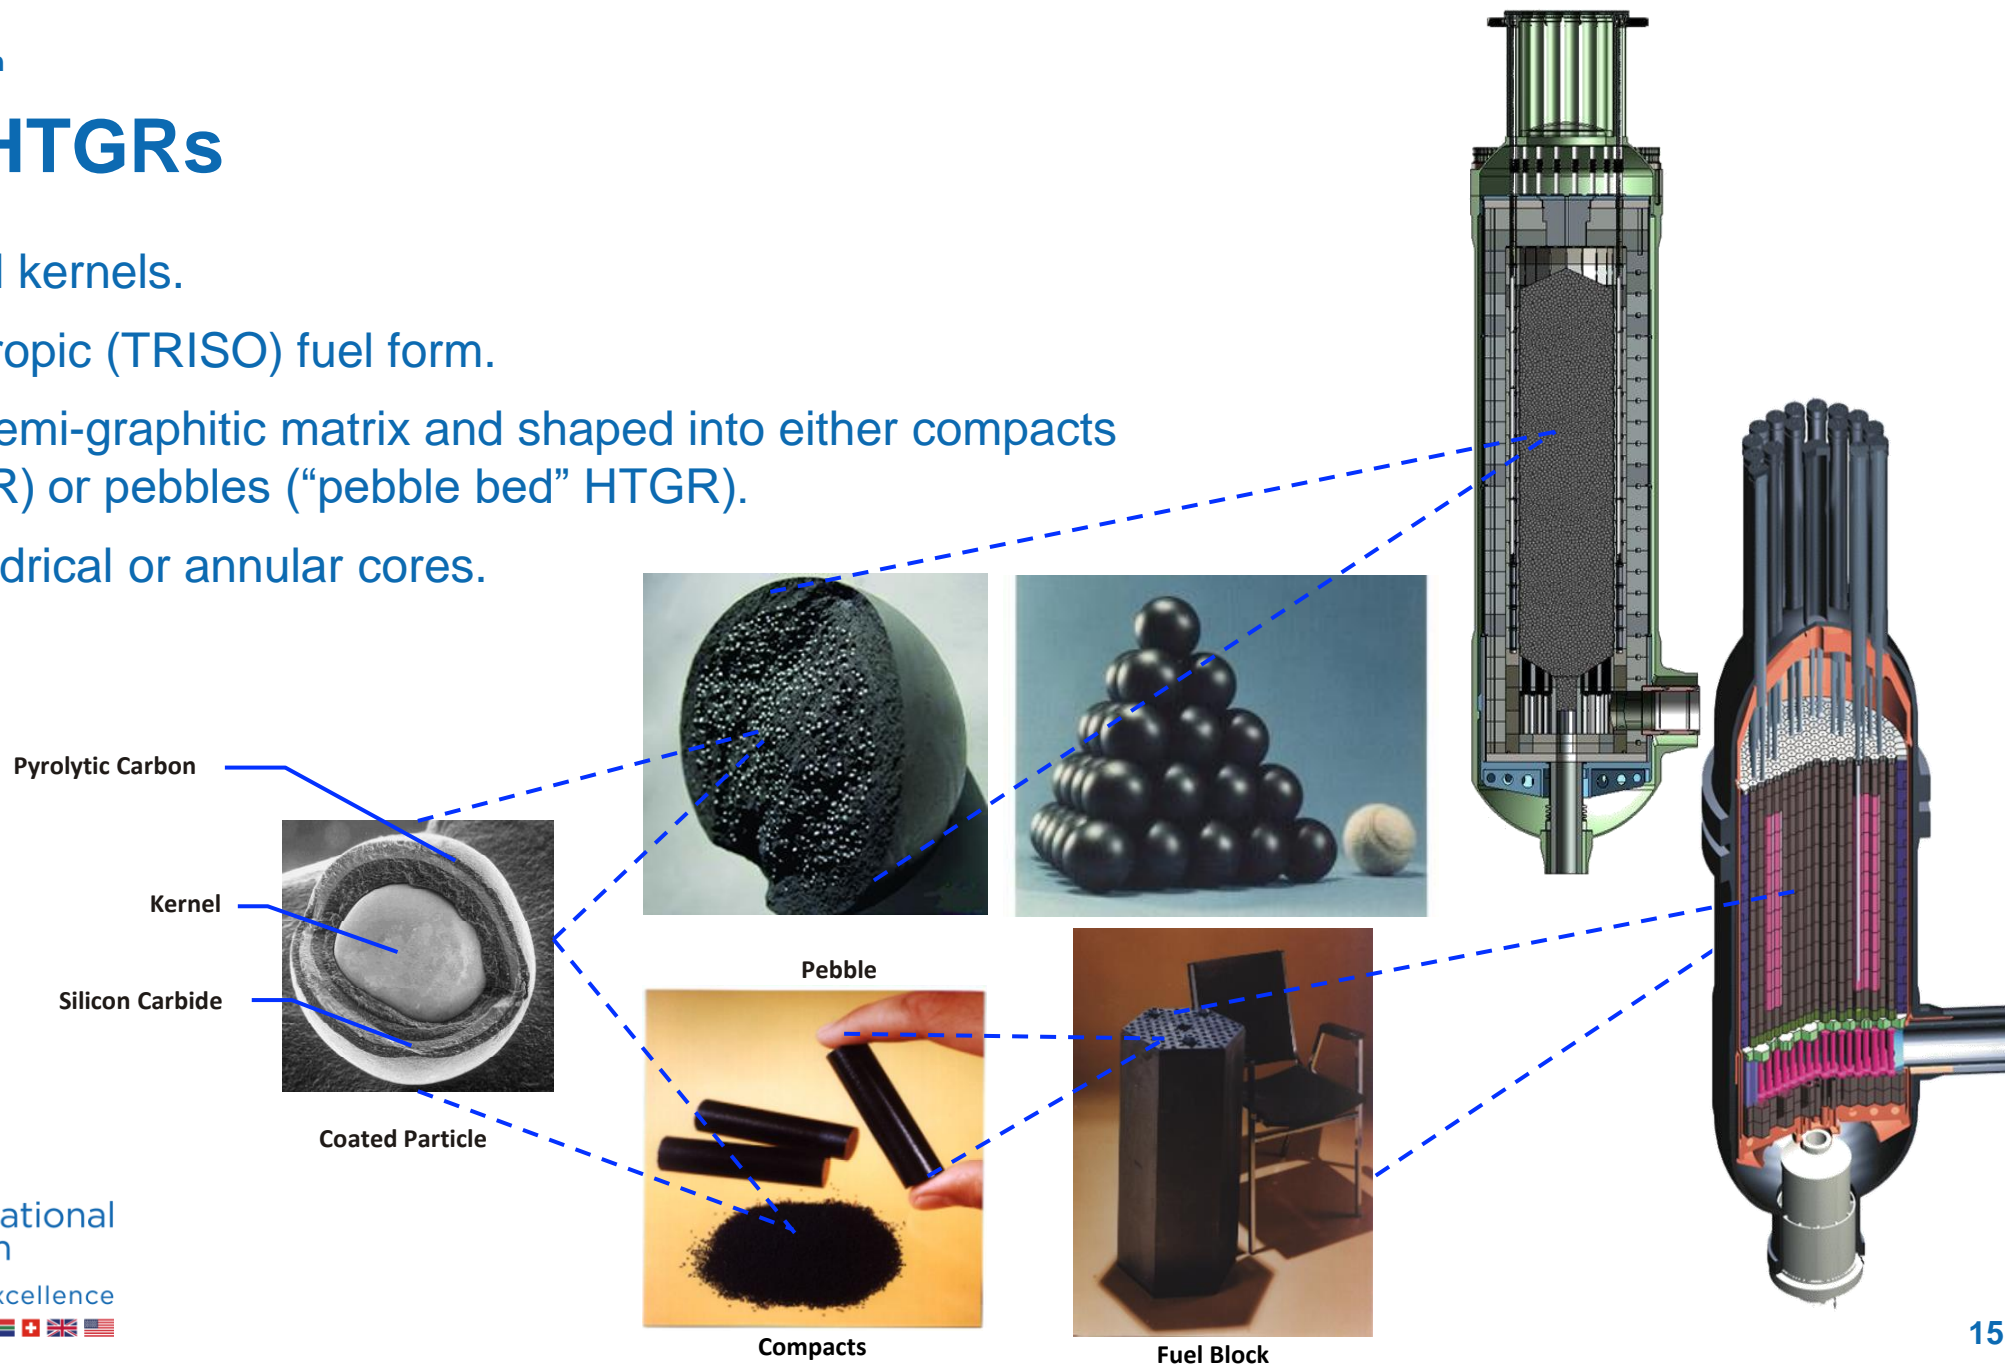 HTGRs
l kernels.
ropic (TRISO) fuel form.
emi-graphitic matrix and shaped into either compacts
R) or pebbles (“pebble bed” HTGR).
drical or annular cores.
Pyrolytic Carbon
Kernel
Silicon Carbide
Coated Particle
Pebble
Compacts
Fuel Block
ational
n
xcellence
15